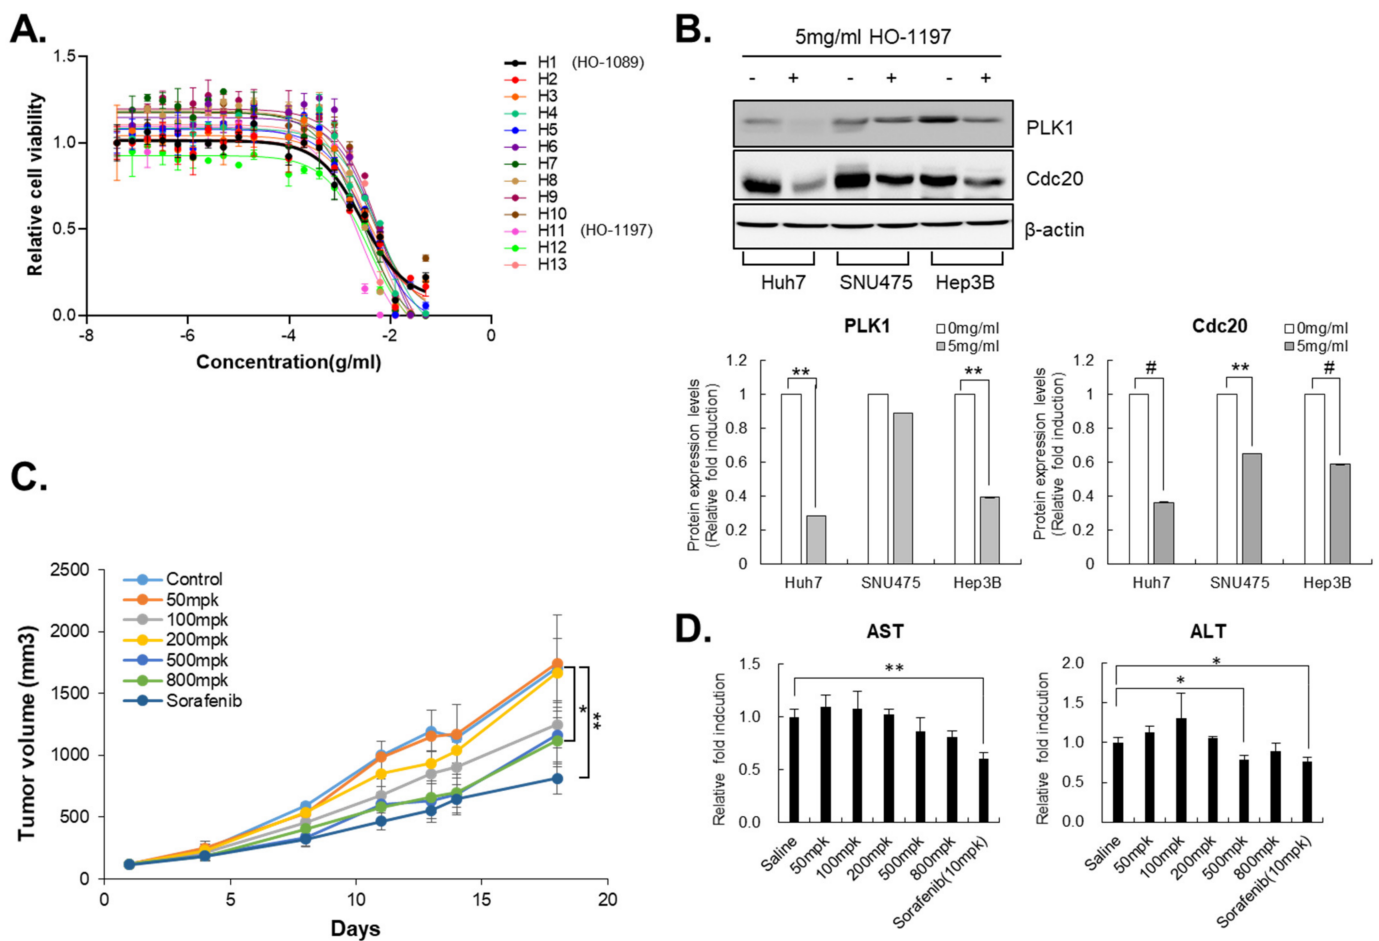 A.
1.5
1.0
0.5
0.0
-8
-6
-4
-2
0
Relative cell viability
Concentration(g/ml)
H1 (HO-1089)
H2
H3
H4
H5
H6
H7
H8
H9
H10
H11 (HO-1197)
H12
H13
B.
5mg/ml HO-1197
- + - + - +
PLK1
Cdc20
β-actin
Huh7 SNU475 Hep3B
PLK1
0mg/ml
5mg/ml
Protein expression levels
(Relative fold induction)
1.2
1
0.8
0.6
0.4
0.2
0
** **
Huh7 SNU475 Hep3B
Cdc20
0mg/ml
5mg/ml
Protein expression levels
(Relative fold induction)
1.2
1
0.8
0.6
0.4
0.2
0
# ** #
Huh7 SNU475 Hep3B
C.
2500
2000
1500
1000
500
0
Tumor volume (mm3)
Control
50mpk
100mpk
200mpk
500mpk
800mpk
Sorafenib
*
**
0 5 10 15 20
Days
D.
AST
Relative fold indcution
1.5
1.0
0.5
0.0
**
Saline
50mpk
100mpk
200mpk
500mpk
800mpk
Sorafenib(10mpk)
ALT
Relative fold indcution
2.0
1.5
1.0
0.5
0.0
*
*
Saline
50mpk
100mpk
200mpk
500mpk
800mpk
Sorafenib(10mpk)